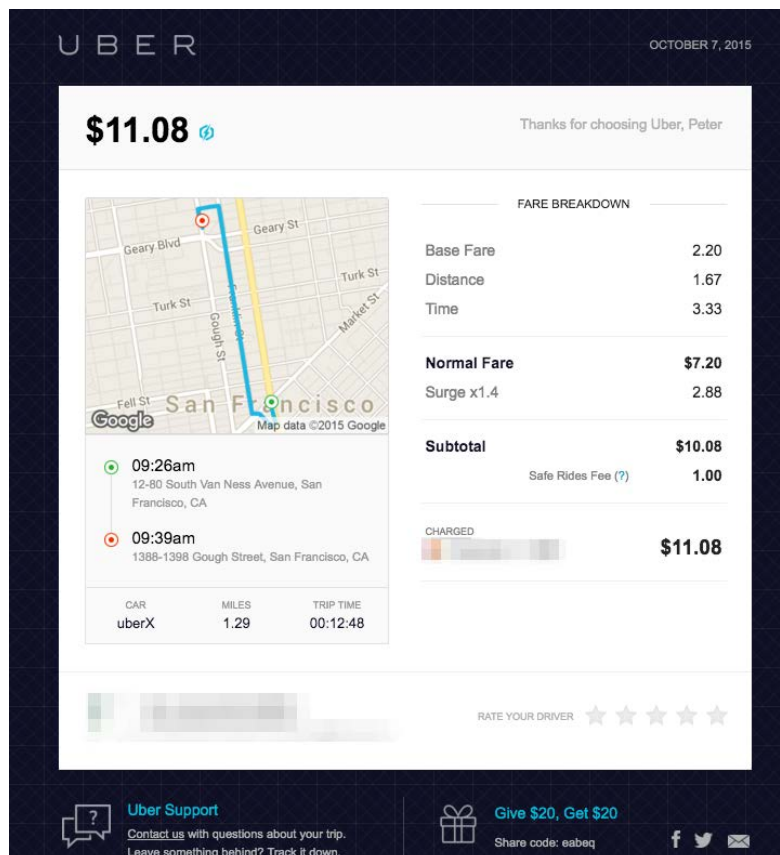 UBER
OCTOBER 7, 2015
$11.08
Thanks for choosing Uber, Peter
Geary St
Geary Blvd
Turk St
Turk St
Franklin St
Gough St
Market St
Fell St
San Francisco
Google
Map data ©2015 Google
09:26am
12-80 South Van Ness Avenue, San
Francisco, CA
09:39am
1388-1398 Gough Street, San Francisco, CA
CAR MILES TRIP TIME
uberX 1.29 00:12:48
FARE BREAKDOWN
Base Fare 2.20
Distance 1.67
Time 3.33
Normal Fare $7.20
Surge x1.4 2.88
Subtotal $10.08
Safe Rides Fee (?) 1.00
CHARGED
$11.08
RATE YOUR DRIVER
Uber Support
Contact us with questions about your trip.
Leave something behind? Track it down.
Give $20, Get $20
Share code: eabeq